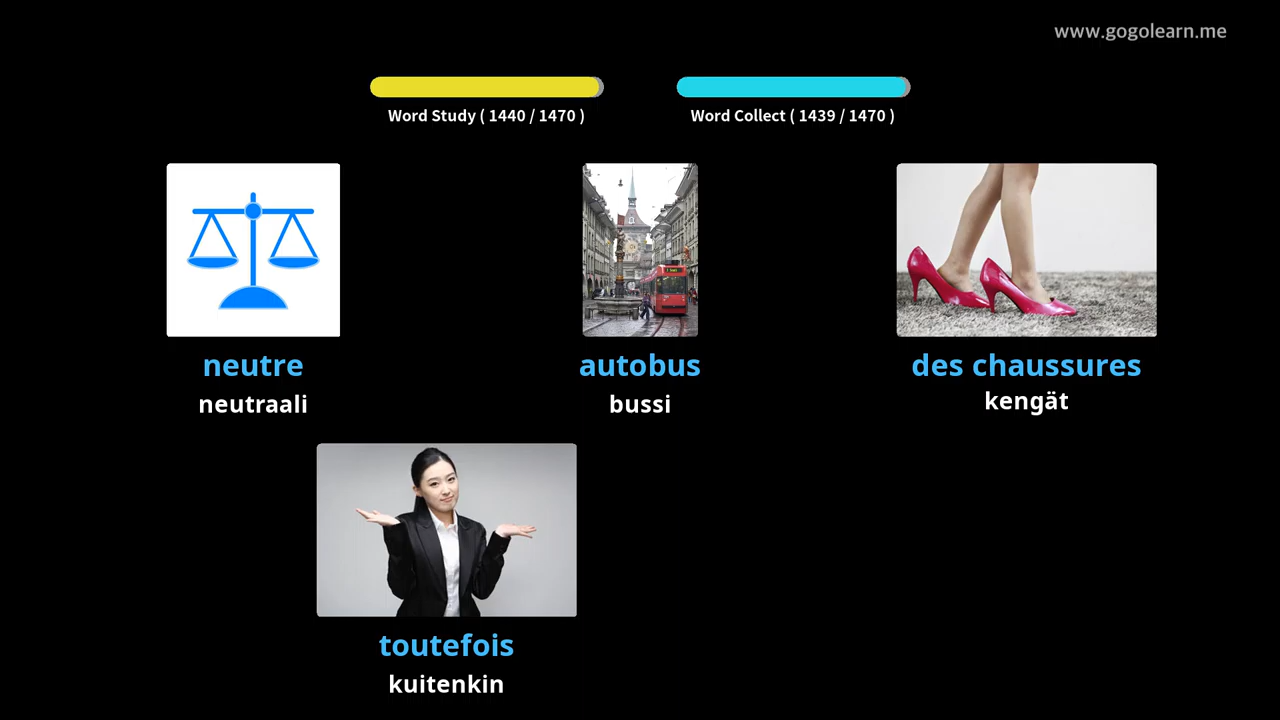 www.gogolearn.me
Word Study ( 1440 / 1470 )
Word Collect ( 1439 / 1470 )
neutre
neutraali
autobus
bussi
des chaussures
kengät
toutefois
kuitenkin